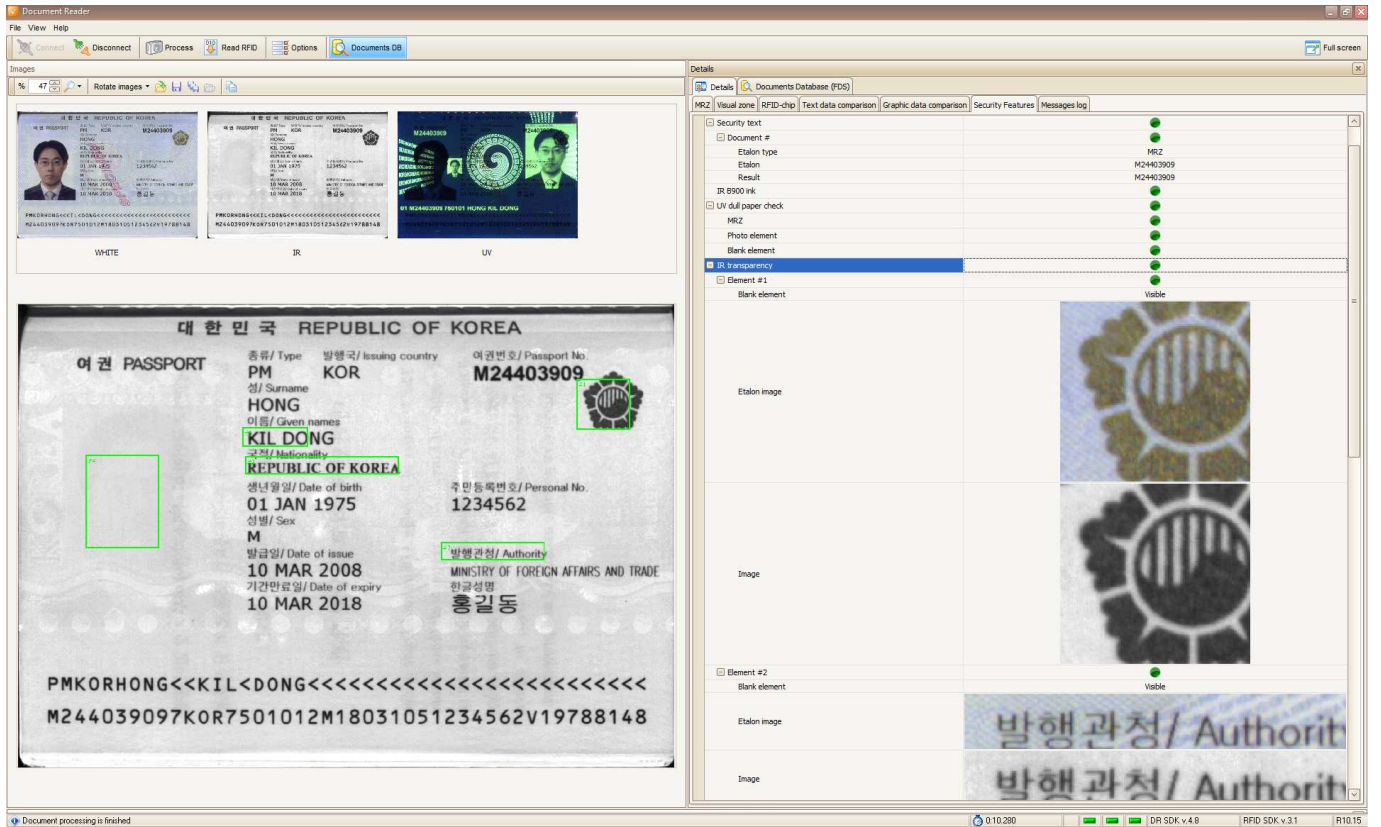 Document Reader
File View Help
Connect Disconnect Process Read RFID Options Documents DB Full screen
Images
% 47 Rotate images
WHITE IR UV
대한민국 REPUBLIC OF KOREA
여권 PASSPORT
종류/ Type 발행국/ Issuing country 여권번호/ Passport No.
PM KOR M24403909
성/ Surname
HONG
이름/ Given names
KIL DONG
국적/ Nationality
REPUBLIC OF KOREA
생년월일/ Date of birth 주민등록번호/ Personal No.
01 JAN 1975 1234562
성별/ Sex
M
발급일/ Date of issue 발행관청/ Authority
10 MAR 2008 MINISTRY OF FOREIGN AFFAIRS AND TRADE
기간만료일/ Date of expiry 한글성명
10 MAR 2018 홍길동
PMKORHONG<<KIL<DONG<<<<<<<<<<<<<<<<<<<<<<<<<
M244039097KOR7501012M18031051234562V19788148
Details
Details Documents Database (FDS)
MRZ Visual zone RFID-chip Text data comparison Graphic data comparison Security Features Messages log
Security text
Document #
Etalon type MRZ
Etalon M24403909
Result M24403909
IR B900 ink
UV dull paper check
MRZ
Photo element
Blank element
IR transparency
Element #1
Blank element Visible
Etalon image
Image
Element #2
Blank element Visible
Etalon image 발행관청/ Authority
Image 발행관청/ Authority
Document processing is finished 0:10.280 DR SDK v.4.8 RFID SDK v.3.1 R10.15